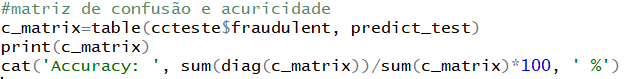 #matriz de confusão e acuricidade
c_matrix=table(ccteste$fraudulent, predict_test)
print(c_matrix)
cat('Accuracy: ', sum(diag(c_matrix))/sum(c_matrix)*100, ' %')